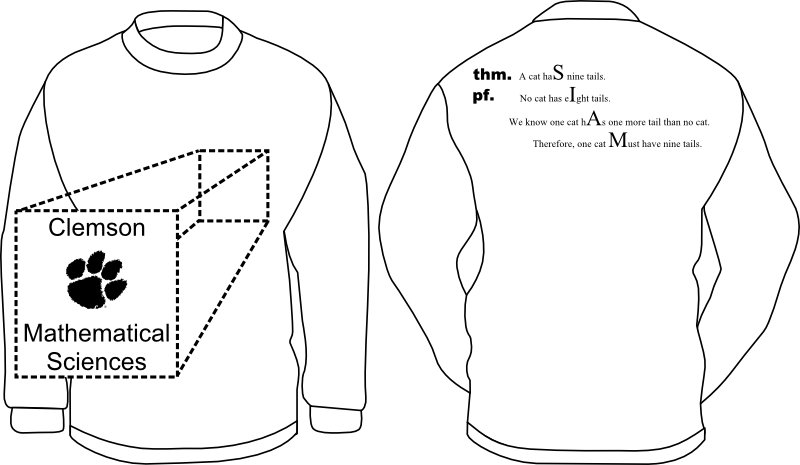 Clemson
Mathematical
Sciences
thm. A cat haS nine tails.
pf. No cat has eIght tails.
We know one cat hAs one more tail than no cat.
Therefore, one cat Must have nine tails.